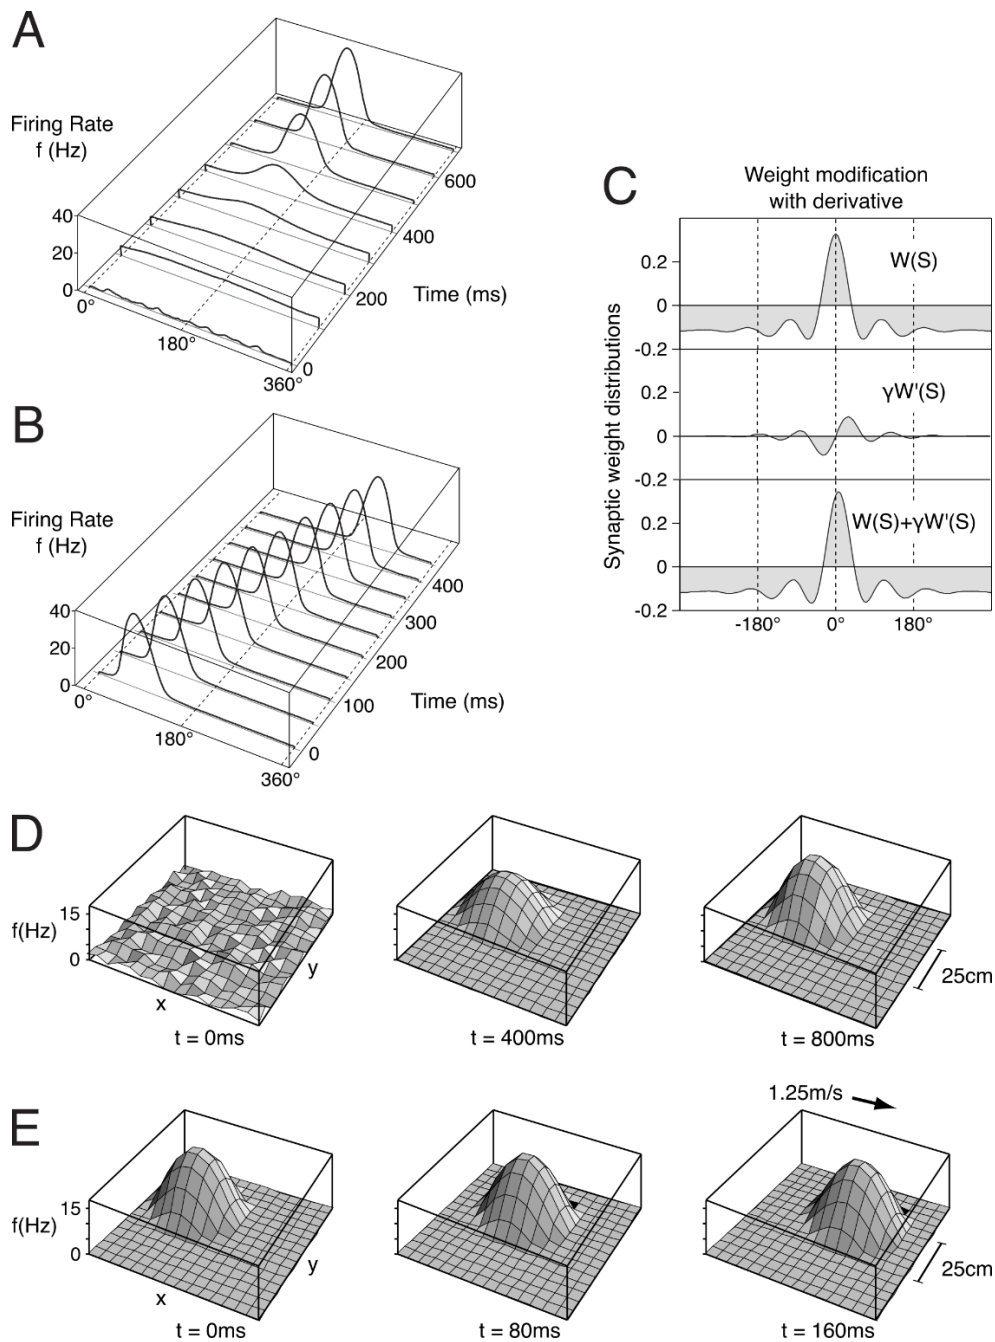 A
Firing Rate
f (Hz)
40
20
0
0°
180°
360°
0
200
400
600
Time (ms)
B
Firing Rate
f (Hz)
40
20
0
0°
180°
360°
0
100
200
300
400
Time (ms)
C
Weight modification
with derivative
Synaptic weight distributions
0.2
0
-0.2
W(S)
0.2
0
-0.2
γW'(S)
0.2
0
-0.2
W(S)+γW'(S)
-180°
0°
180°
D
f(Hz)
15
0
x
y
t = 0ms
t = 400ms
t = 800ms
25cm
E
1.25m/s
f(Hz)
15
0
x
y
t = 0ms
t = 80ms
t = 160ms
25cm